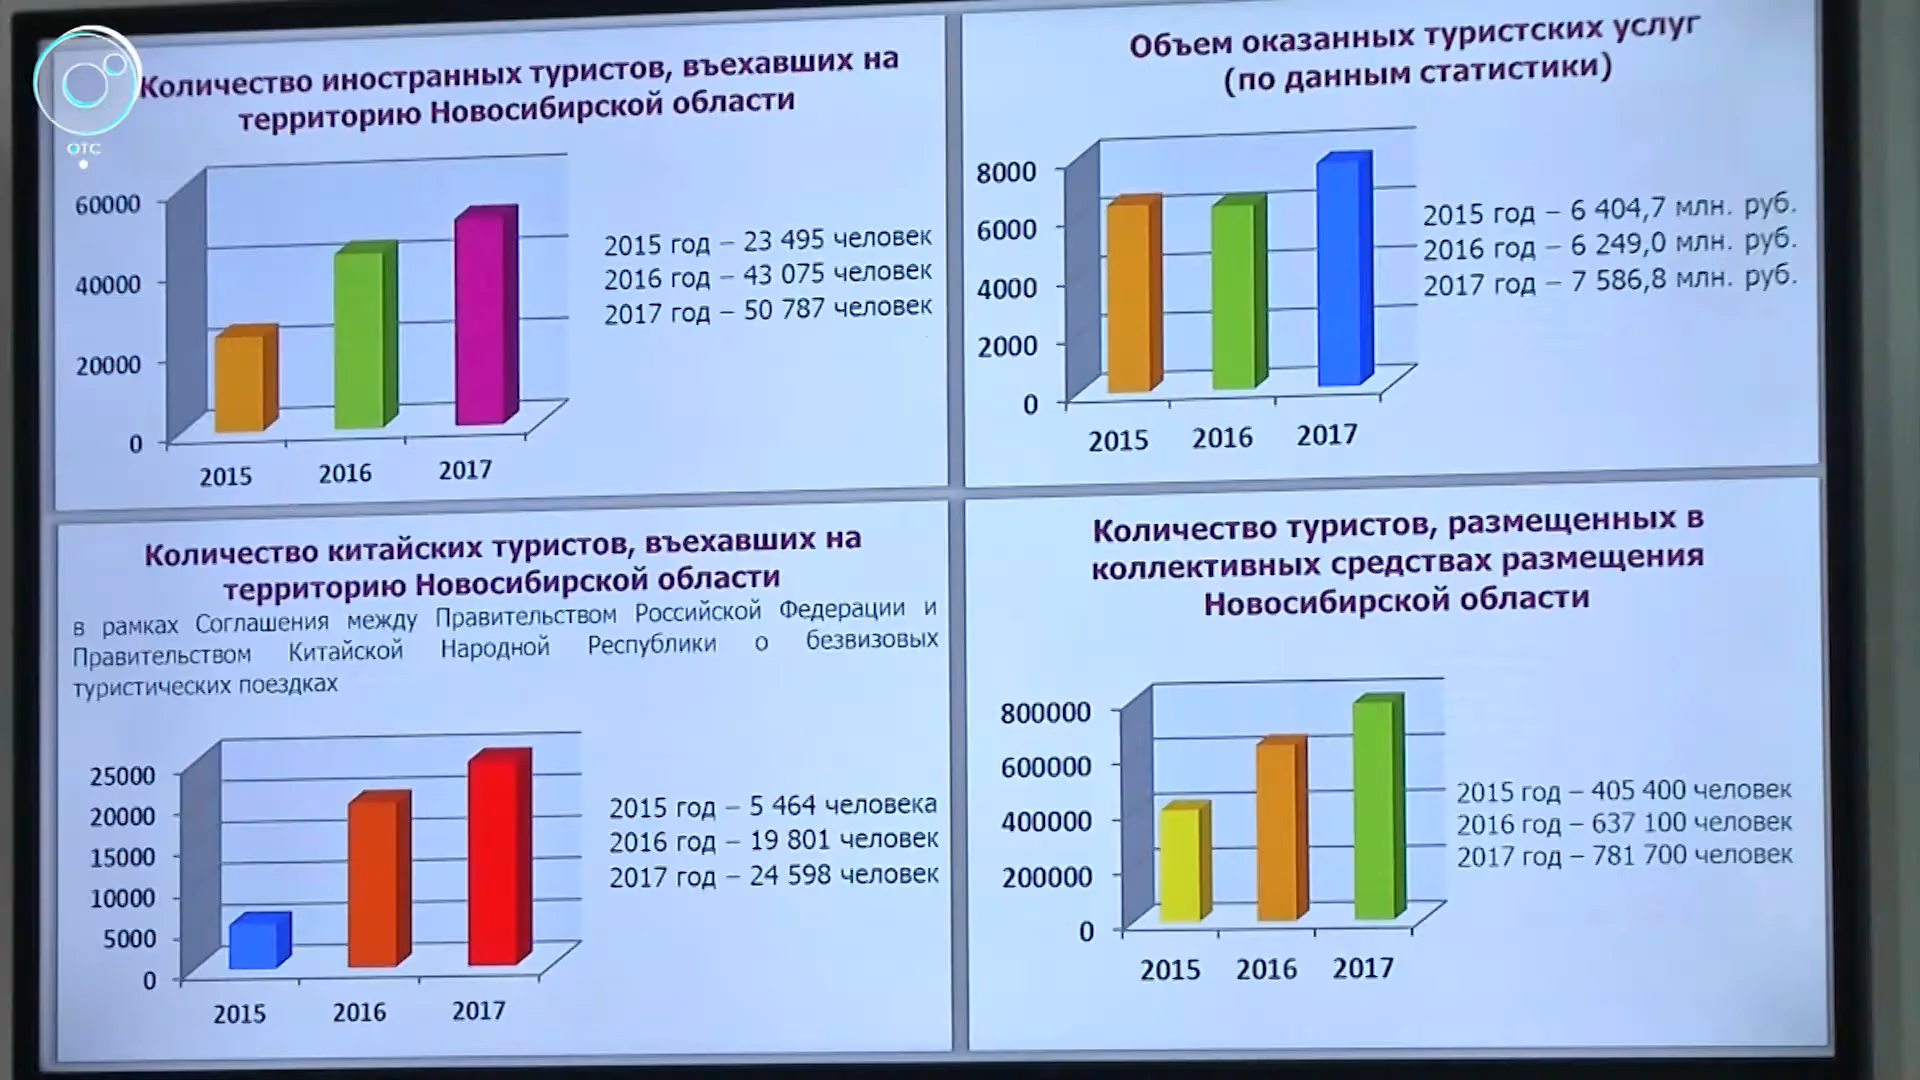 ОТС
Количество иностранных туристов, въехавших на
территорию Новосибирской области
60000
40000
20000
0
2015
2016
2017
2015 год – 23 495 человек
2016 год – 43 075 человек
2017 год – 50 787 человек
Объем оказанных туристских услуг
(по данным статистики)
8000
6000
4000
2000
0
2015
2016
2017
2015 год – 6 404,7 млн. руб.
2016 год – 6 249,0 млн. руб.
2017 год – 7 586,8 млн. руб.
Количество китайских туристов, въехавших на
территорию Новосибирской области
в рамках Соглашения между Правительством Российской Федерации и
Правительством Китайской Народной Республики о безвизовых
туристических поездках
25000
20000
15000
10000
5000
0
2015
2016
2017
2015 год – 5 464 человека
2016 год – 19 801 человек
2017 год – 24 598 человек
Количество туристов, размещенных в
коллективных средствах размещения
Новосибирской области
800000
600000
400000
200000
0
2015
2016
2017
2015 год – 405 400 человек
2016 год – 637 100 человек
2017 год – 781 700 человек